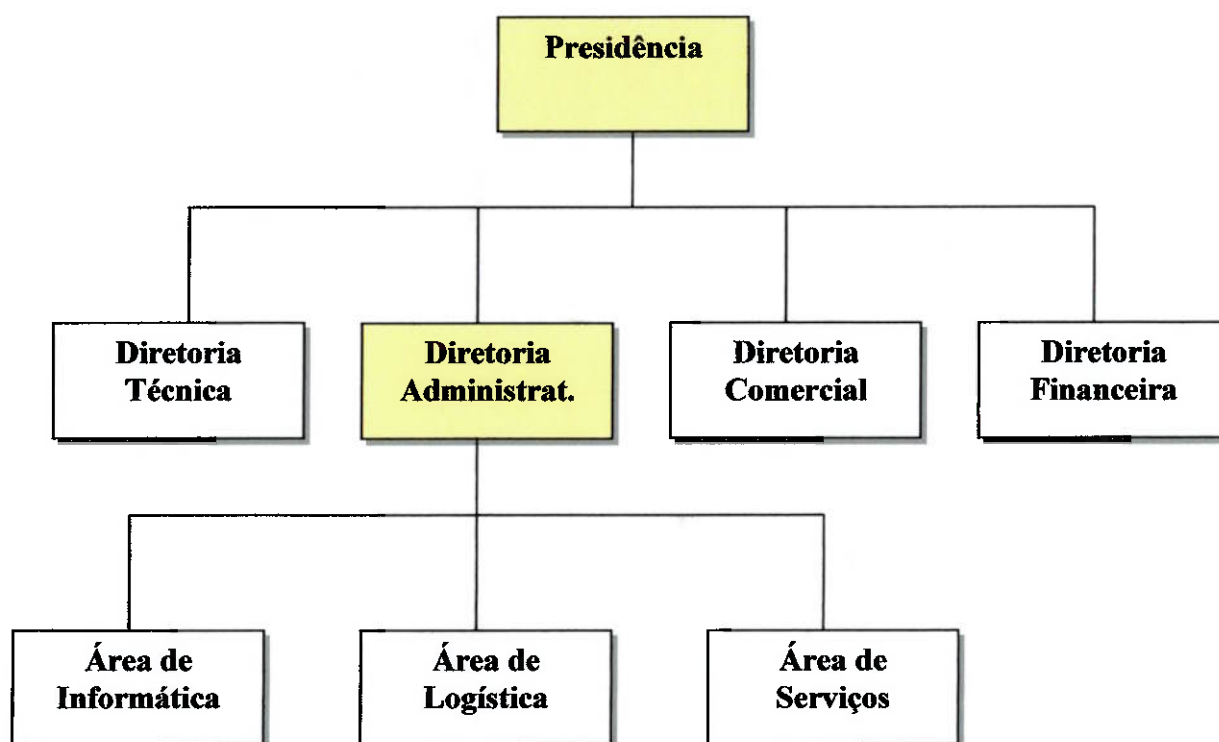 Presidência
Diretoria
Técnica
Diretoria
Administrat.
Diretoria
Comercial
Diretoria
Financeira
Área de
Informática
Área de
Logística
Área de
Serviços